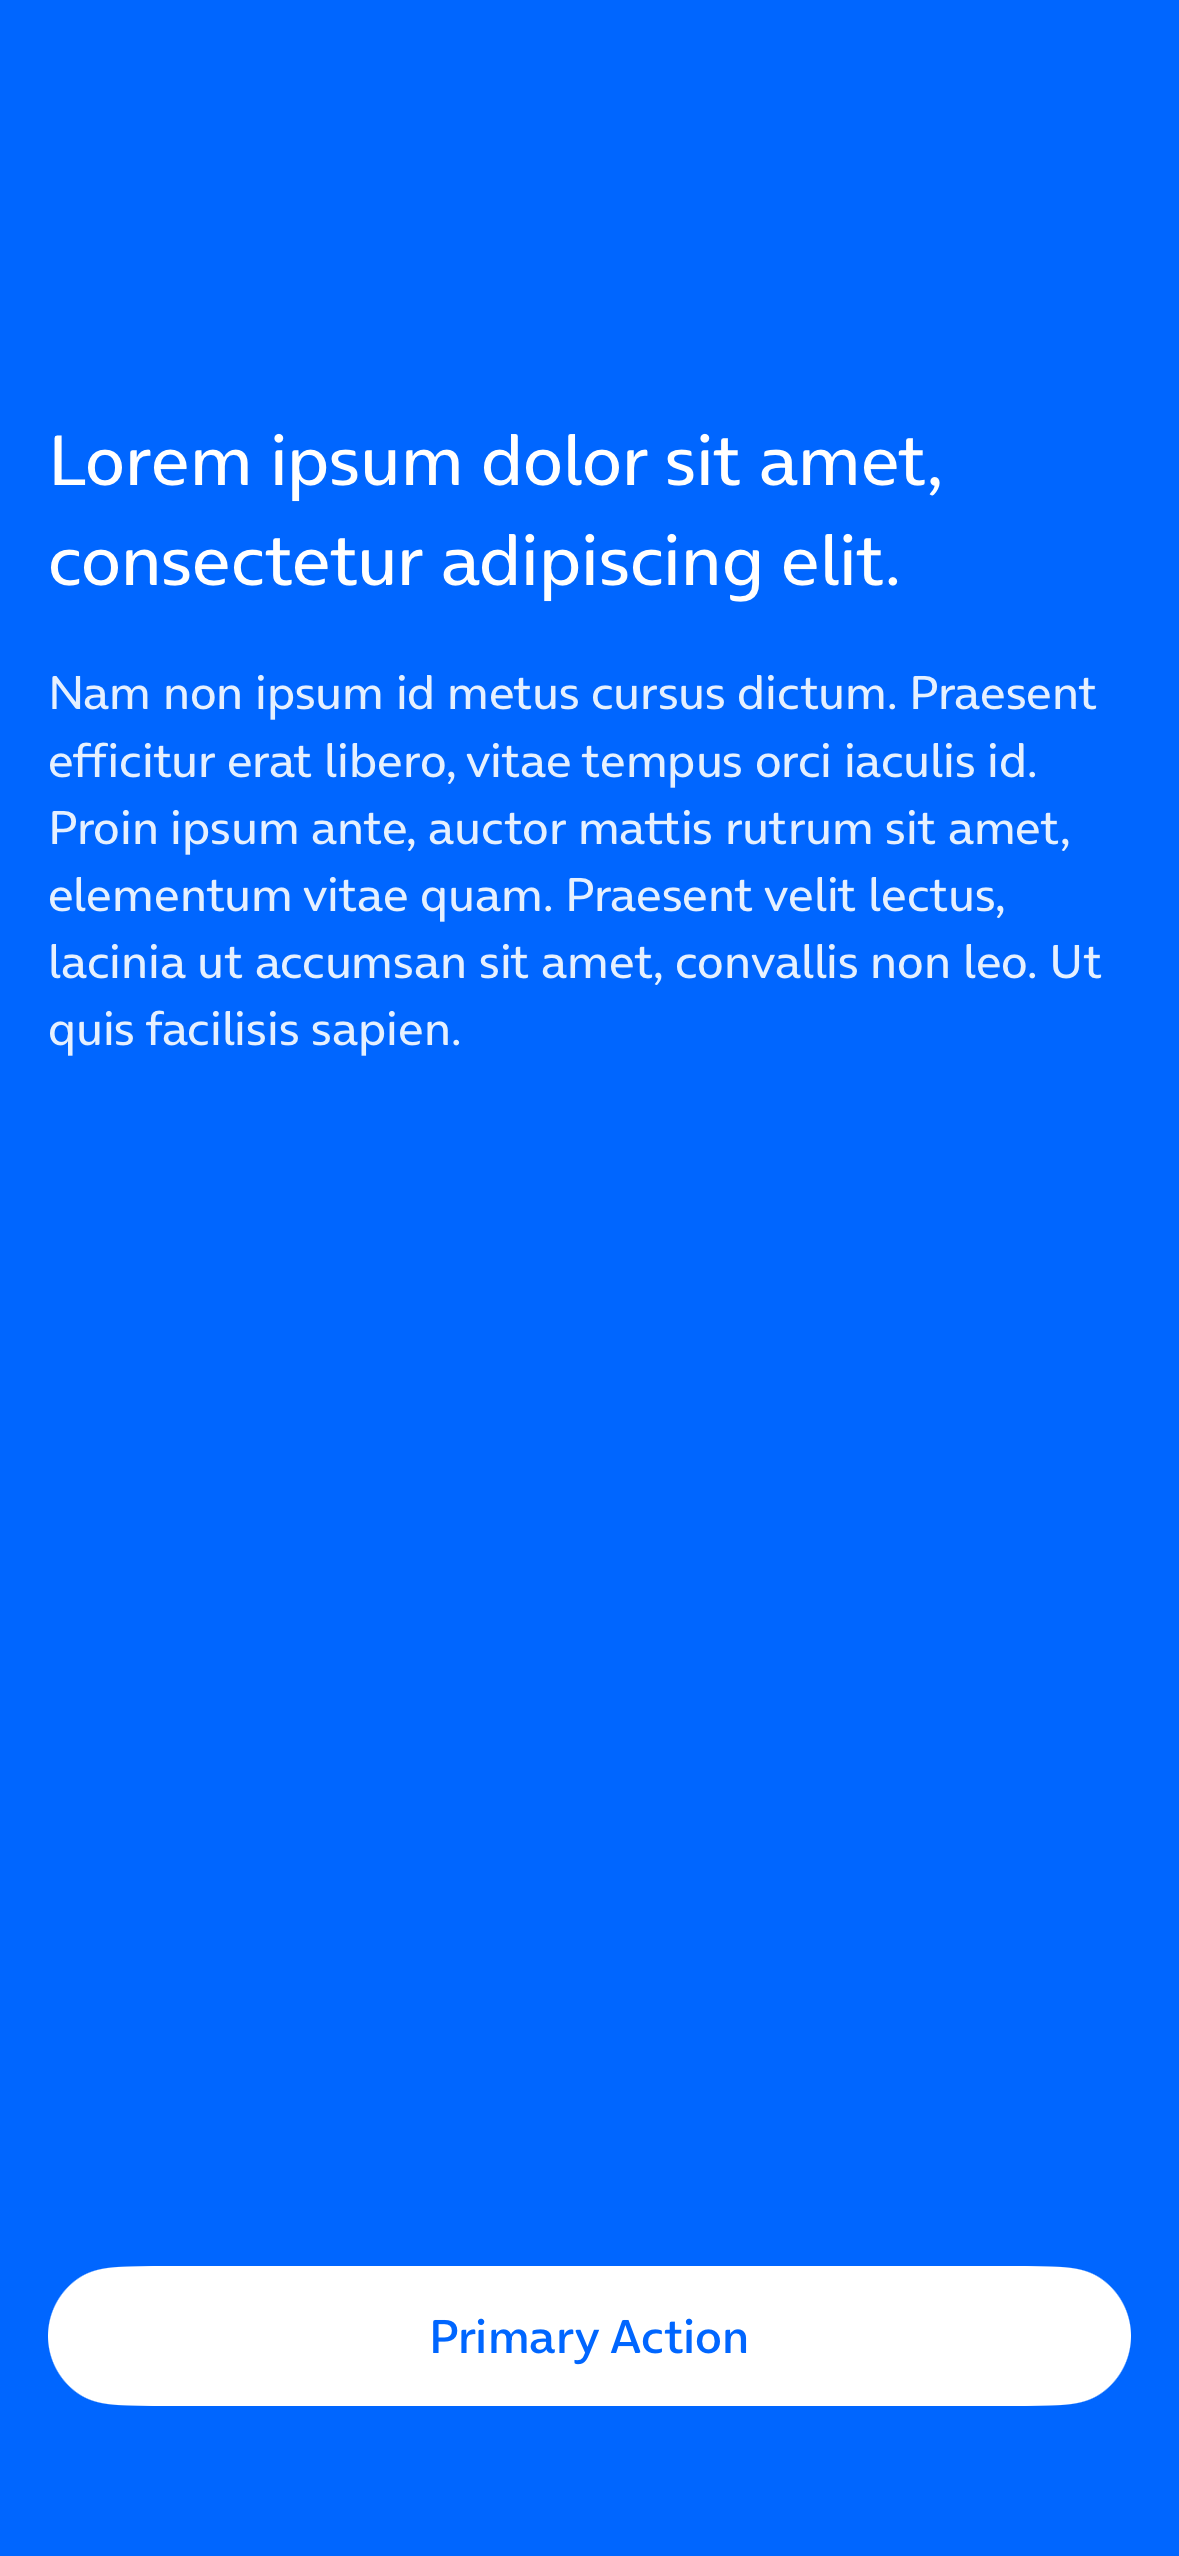 Lorem ipsum dolor sit amet,
consectetur adipiscing elit.
Nam non ipsum id metus cursus dictum. Praesent
efficitur erat libero, vitae tempus orci iaculis id.
Proin ipsum ante, auctor mattis rutrum sit amet,
elementum vitae quam. Praesent velit lectus,
lacinia ut accumsan sit amet, convallis non leo. Ut
quis facilisis sapien.
Primary Action